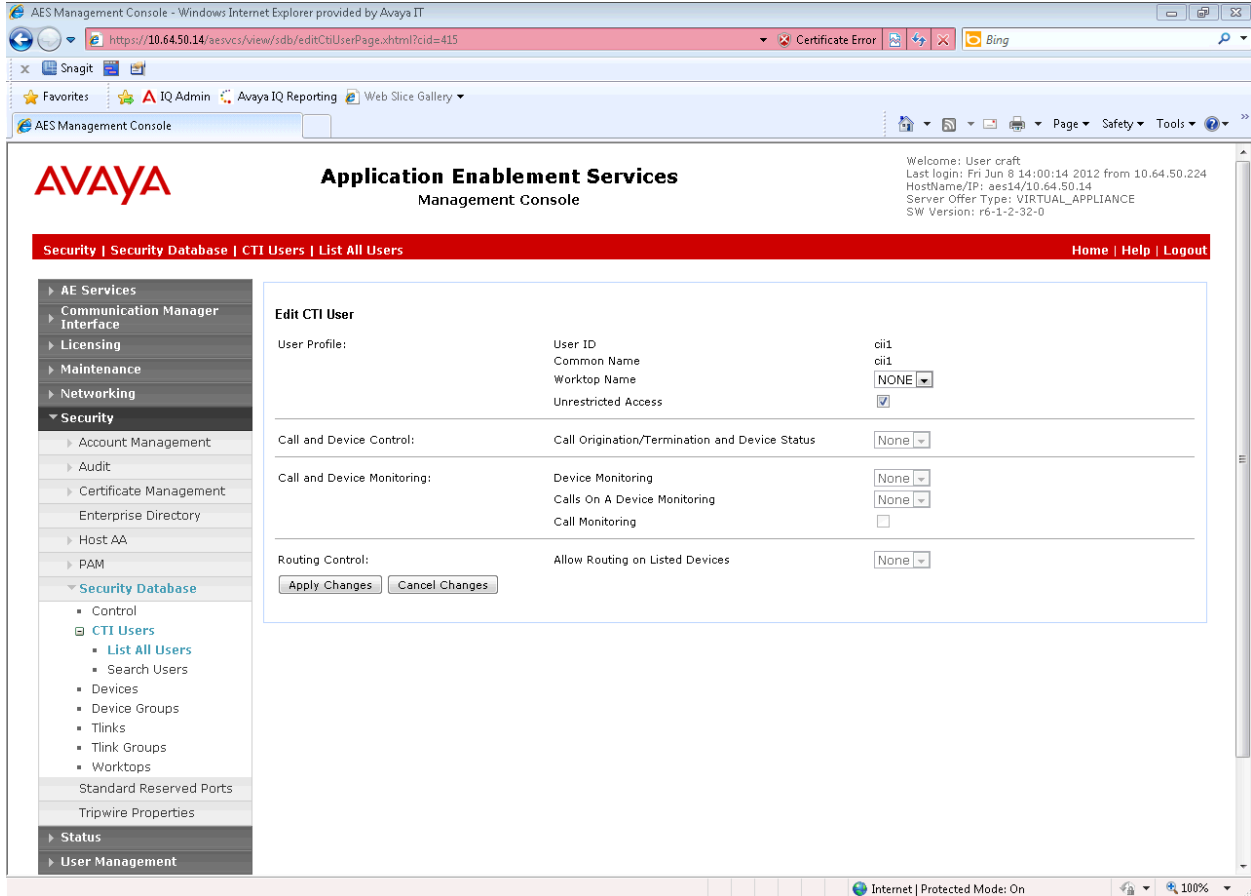 AES Management Console - Windows Internet Explorer provided by Avaya IT
https://10.64.50.14/aesvcs/view/sdb/editCtiUserPage.xhtml?cid=415
Certificate Error
Bing
x Snagit
Favorites
IQ Admin
Avaya IQ Reporting
Web Slice Gallery
AES Management Console
Page
Safety
Tools
AVAYA
Application Enablement Services
Management Console
Welcome: User craft
Last login: Fri Jun 8 14:00:14 2012 from 10.64.50.224
HostName/IP: aes14/10.64.50.14
Server Offer Type: VIRTUAL_APPLIANCE
SW Version: r6-1-2-32-0
Security | Security Database | CTI Users | List All Users
Home | Help | Logout
AE Services
Communication Manager
Interface
Licensing
Maintenance
Networking
Security
Account Management
Audit
Certificate Management
Enterprise Directory
Host AA
PAM
Security Database
Control
CTI Users
List All Users
Search Users
Devices
Device Groups
Tlinks
Tlink Groups
Worktops
Standard Reserved Ports
Tripwire Properties
Status
User Management
Edit CTI User
User Profile:
User ID
cii1
Common Name
cii1
Worktop Name
NONE
Unrestricted Access
Call and Device Control:
Call Origination/Termination and Device Status
None
Call and Device Monitoring:
Device Monitoring
None
Calls On A Device Monitoring
None
Call Monitoring
Routing Control:
Allow Routing on Listed Devices
None
Apply Changes
Cancel Changes
Internet | Protected Mode: On
100%